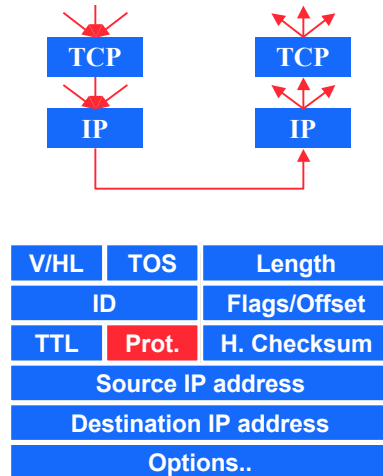 TCP TCP
IP IP
V/HL TOS Length
ID Flags/Offset
TTL Prot. H. Checksum
Source IP address
Destination IP address
Options..